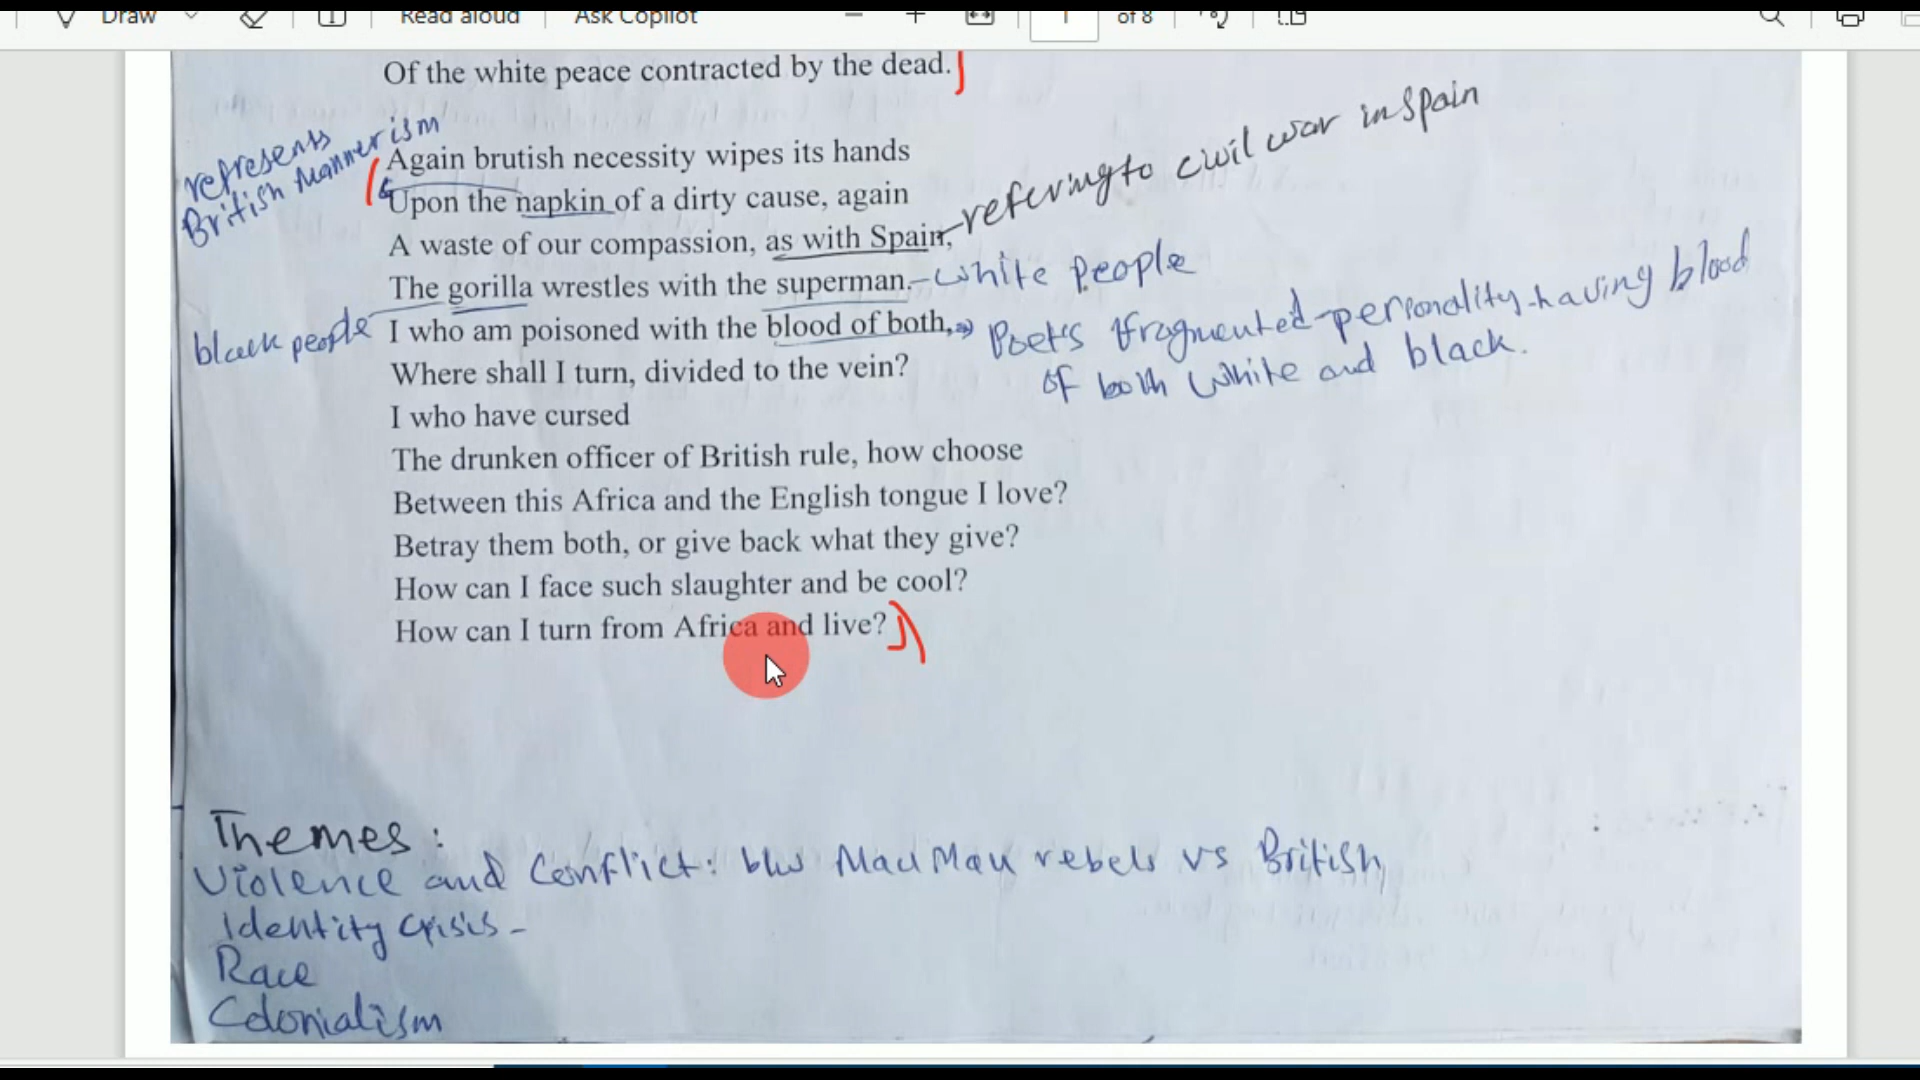 Draw
Read aloud
Ask Copilot
1 of 8
Of the white peace contracted by the dead.
represents
British Mannerism
Again brutish necessity wipes its hands
Upon the napkin of a dirty cause, again
A waste of our compassion, as with Spain, - refering to civil war in Spain
The gorilla wrestles with the superman. - white people
black people
I who am poisoned with the blood of both, Poet's fragmented personality having blood
of both white and black.
Where shall I turn, divided to the vein?
I who have cursed
The drunken officer of British rule, how choose
Between this Africa and the English tongue I love?
Betray them both, or give back what they give?
How can I face such slaughter and be cool?
How can I turn from Africa and live?
Themes:
Violence and Conflict: b/w Mau Mau rebels vs British
Identity crisis -
Race
Colonialism